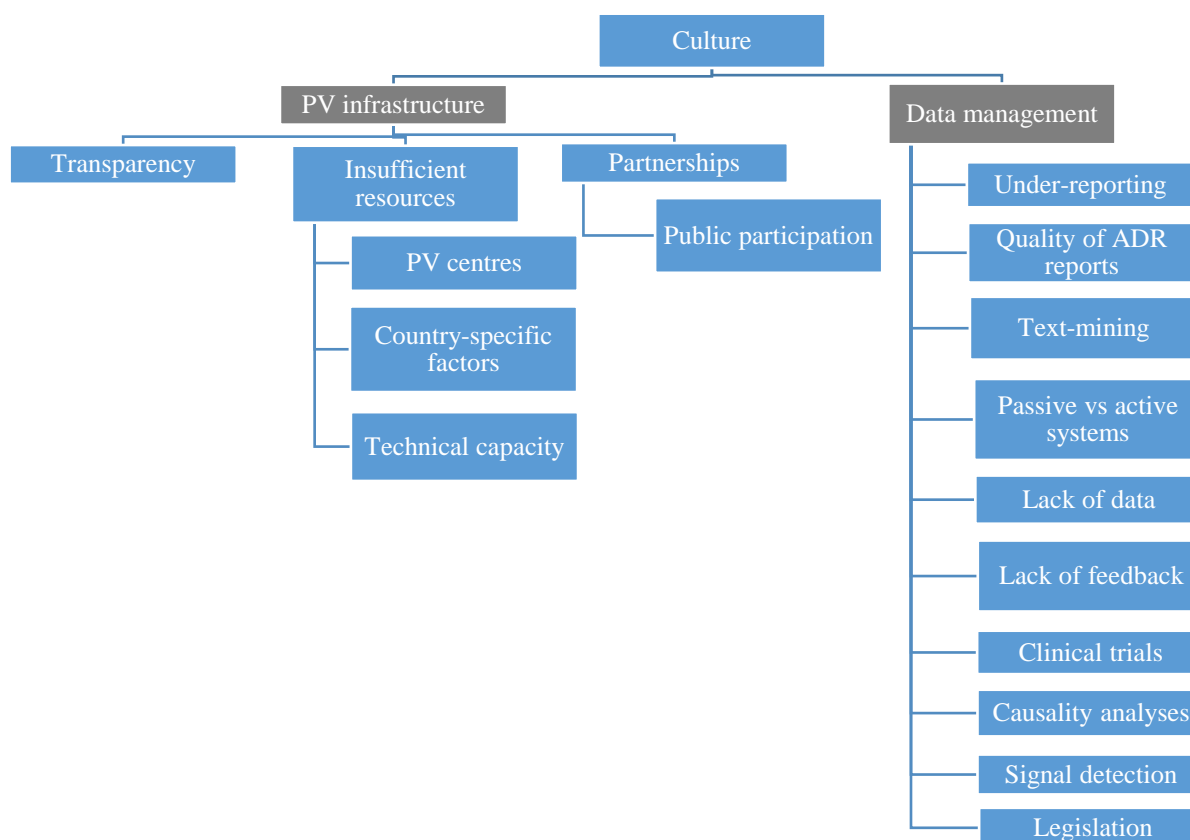 Culture
PV infrastructure
Data management
Transparency
Insufficient
resources
Partnerships
Under-reporting
Public participation
Quality of ADR
reports
PV centres
Text-mining
Country-specific
factors
Passive vs active
systems
Technical capacity
Lack of data
Lack of feedback
Clinical trials
Causality analyses
Signal detection
Legislation